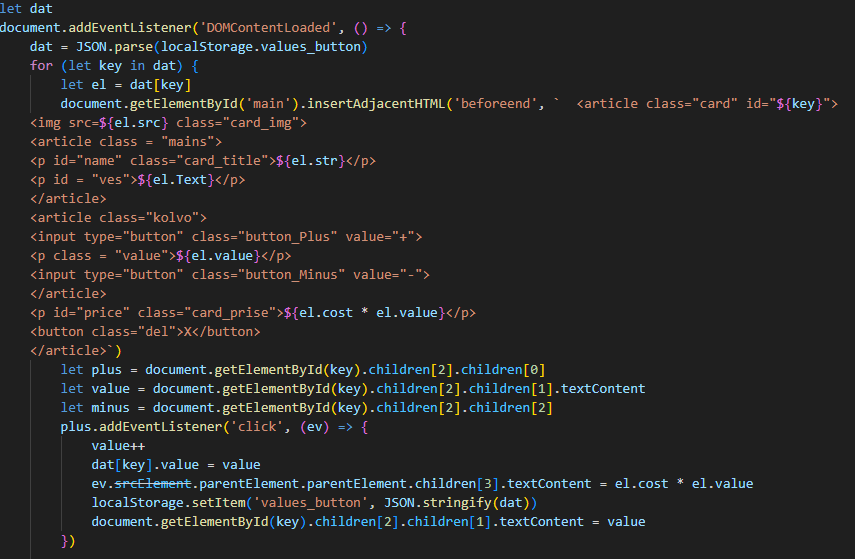 let dat
document.addEventListener('DOMContentLoaded', () => {
    dat = JSON.parse(localStorage.values_button)
    for (let key in dat) {
        let el = dat[key]
        document.getElementById('main').insertAdjacentHTML('beforeend', `  <article class="card" id="${key}">
    <img src=${el.src} class="card_img">
    <article class = "mains">
    <p id="name" class="card_title">${el.str}</p>
    <p id = "ves">${el.Text}</p>
    </article>
    <article class="kolvo">
    <input type="button" class="button_Plus" value="+">
    <p class = "value">${el.value}</p>
    <input type="button" class="button_Minus" value="-">
    </article>
    <p id="price" class="card_prise">${el.cost * el.value}</p>
    <button class="del">X</button>
    </article>`)
        let plus = document.getElementById(key).children[2].children[0]
        let value = document.getElementById(key).children[2].children[1].textContent
        let minus = document.getElementById(key).children[2].children[2]
        plus.addEventListener('click', (ev) => {
            value++
            dat[key].value = value
            ev.srcElement.parentElement.parentElement.children[3].textContent = el.cost * el.value
            localStorage.setItem('values_button', JSON.stringify(dat))
            document.getElementById(key).children[2].children[1].textContent = value
        })